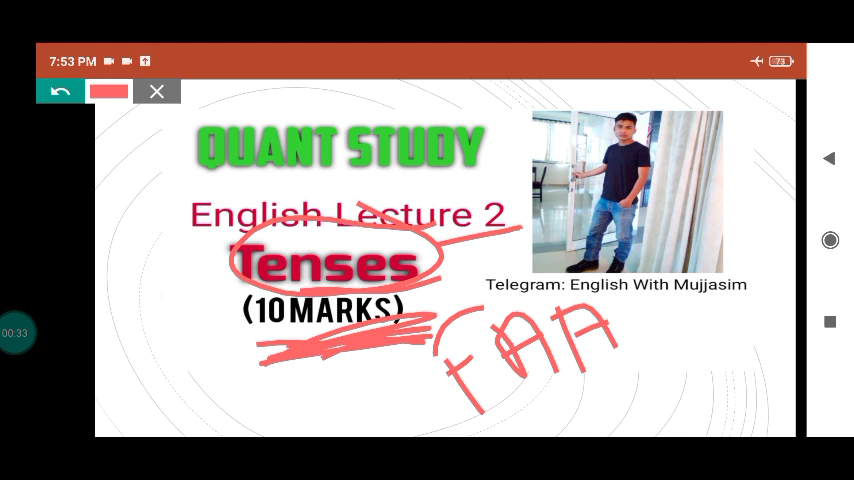 7:53 PM
73
QUANT STUDY
English Lecture 2
Tenses
Telegram: English With Mujjasim
(10 MARKS)
00:33
FAA